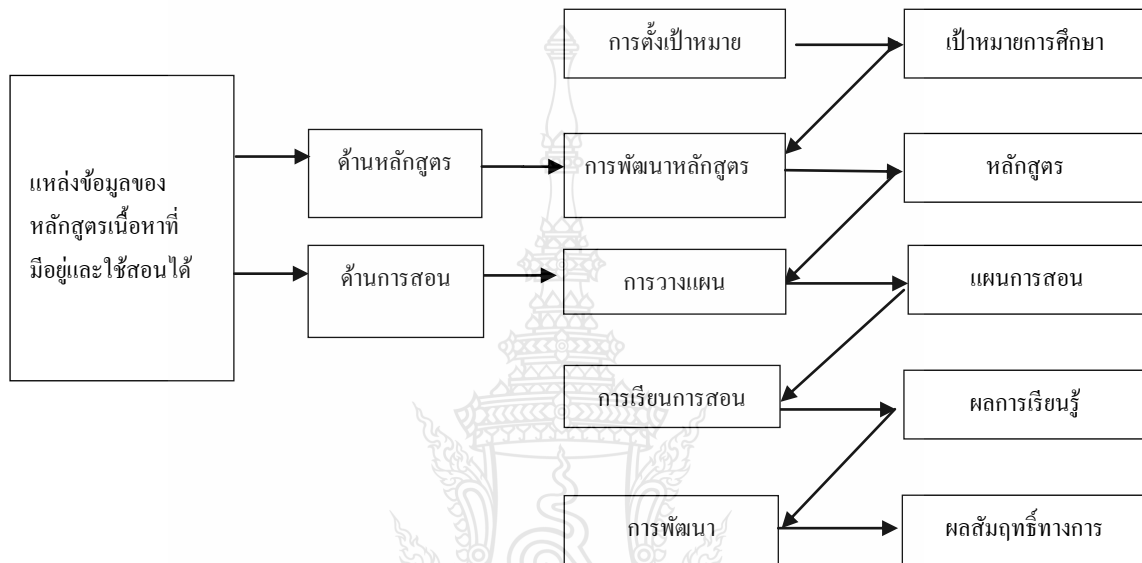 การตั้งเป้าหมาย
เป้าหมายการศึกษา
แหล่งข้อมูลของ
หลักสูตรเนื้อหาที่
มีอยู่และใช้สอนได้
ด้านหลักสูตร
การพัฒนาหลักสูตร
หลักสูตร
ด้านการสอน
การวางแผน
แผนการสอน
การเรียนการสอน
ผลการเรียนรู้
การพัฒนา
ผลสัมฤทธิ์ทางการ